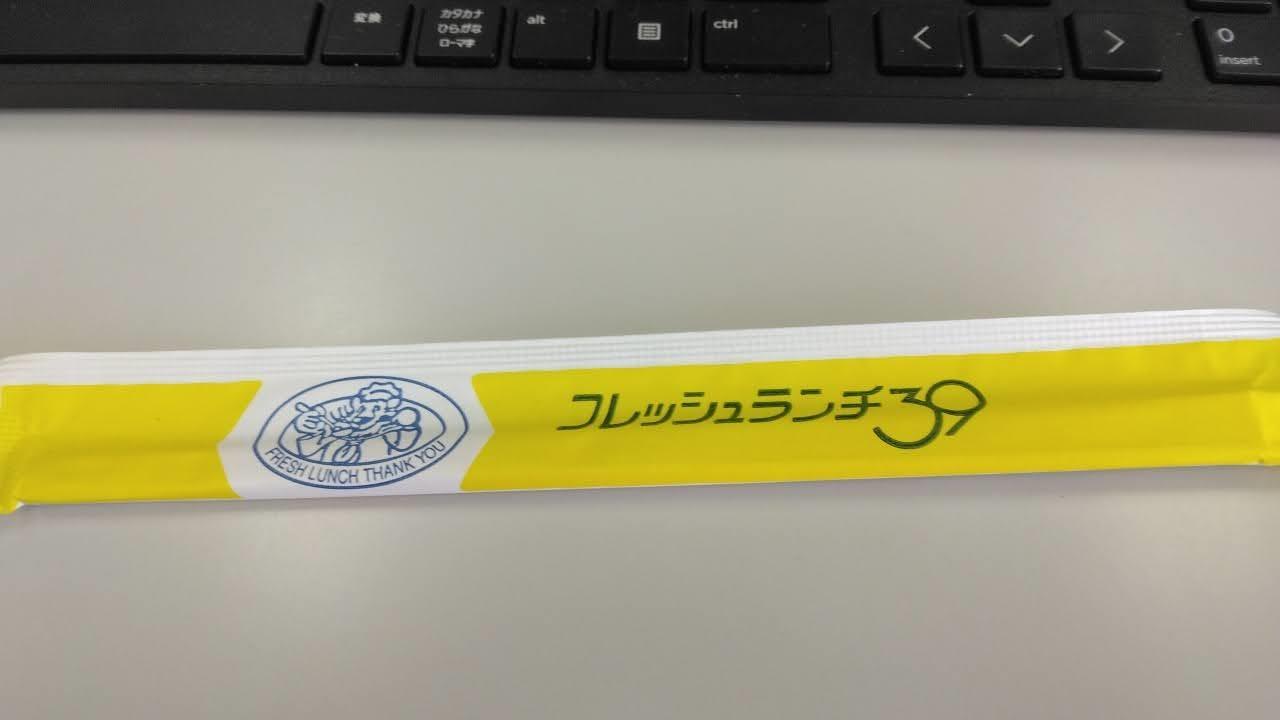 変換
カタカナ
ひらがな
ローマ字
alt
ctrl
0
insert
フレッシュランチ39
FRESH LUNCH THANK YOU